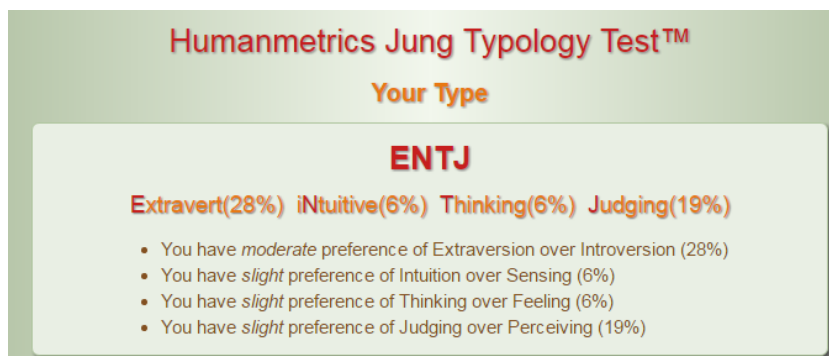 Humanmetrics Jung Typology Test™
Your Type
ENTJ
Extravert(28%) iNtuitive(6%) Thinking(6%) Judging(19%)
• You have moderate preference of Extraversion over Introversion (28%)
• You have slight preference of Intuition over Sensing (6%)
• You have slight preference of Thinking over Feeling (6%)
• You have slight preference of Judging over Perceiving (19%)